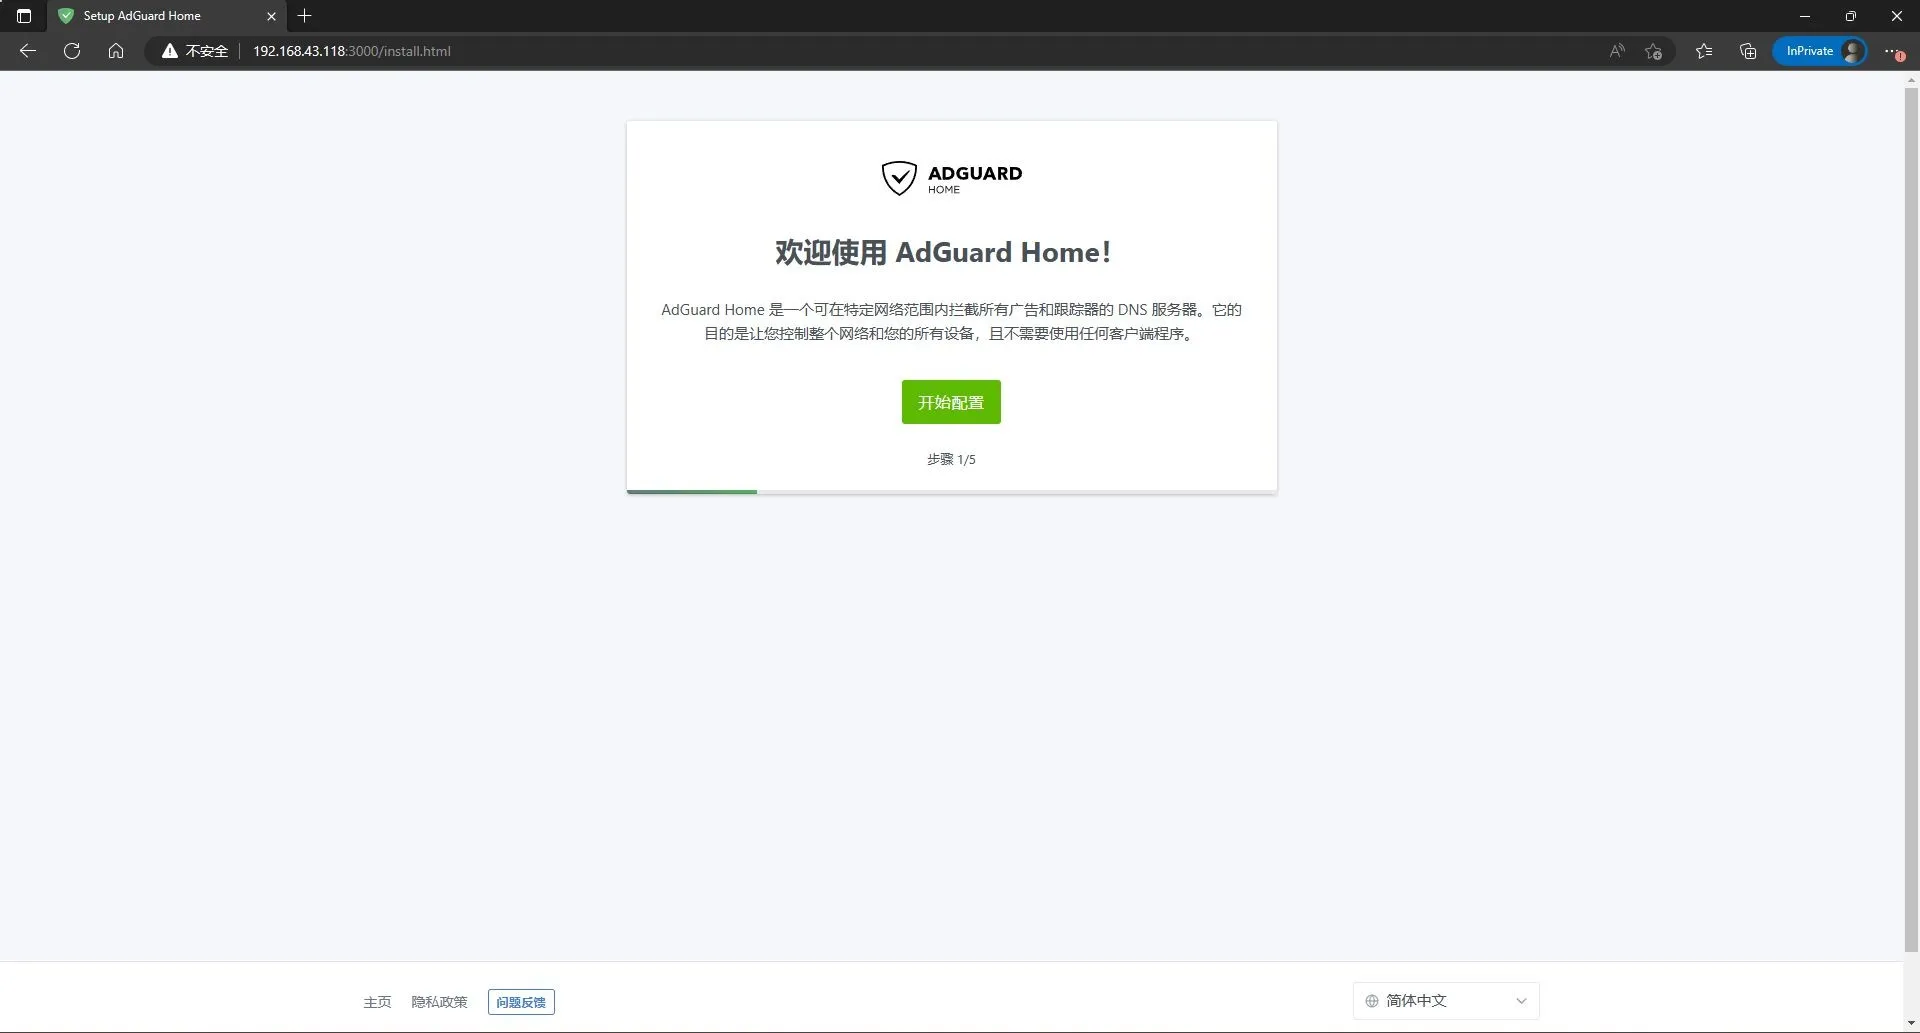 Setup AdGuard Home
不安全
192.168.43.118:3000/install.html
InPrivate
ADGUARD
HOME
欢迎使用 AdGuard Home!
AdGuard Home 是一个可在特定网络范围内拦截所有广告和跟踪器的 DNS 服务器。它的
目的是让您控制整个网络和您的所有设备，且不需要使用任何客户端程序。
开始配置
步骤 1/5
主页
隐私政策
问题反馈
简体中文